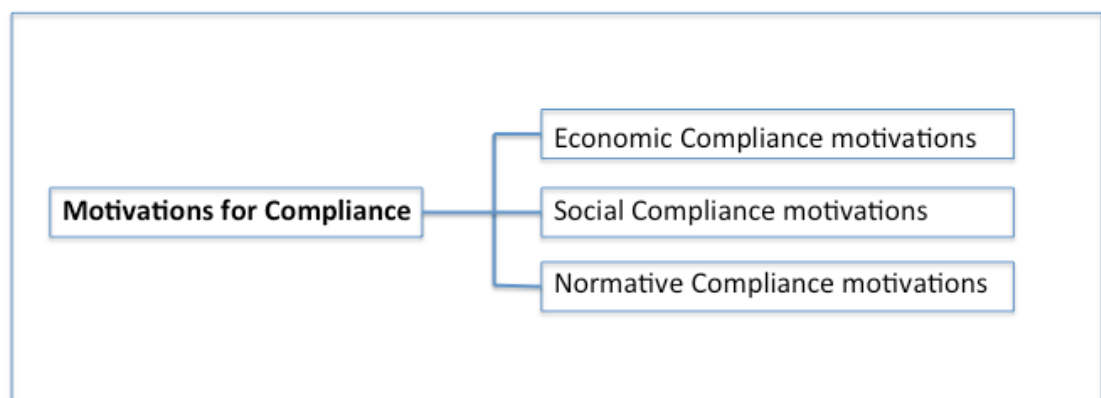 Motivations for Compliance
Economic Compliance motivations
Social Compliance motivations
Normative Compliance motivations